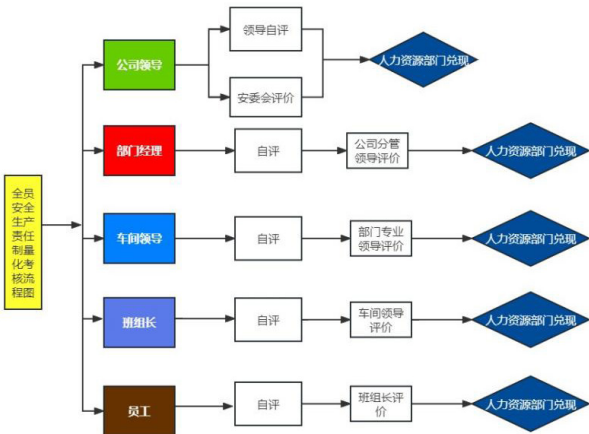 全员
安全
生产
责任
制量
化考
核流
程图
公司领导
领导自评
安委会评价
人力资源部门兑现
部门经理
自评
公司分管
领导评价
人力资源部门兑现
车间领导
自评
部门专业
领导评价
人力资源部门兑现
班组长
自评
车间领导
评价
人力资源部门兑现
员工
自评
班组长评
价
人力资源部门兑现